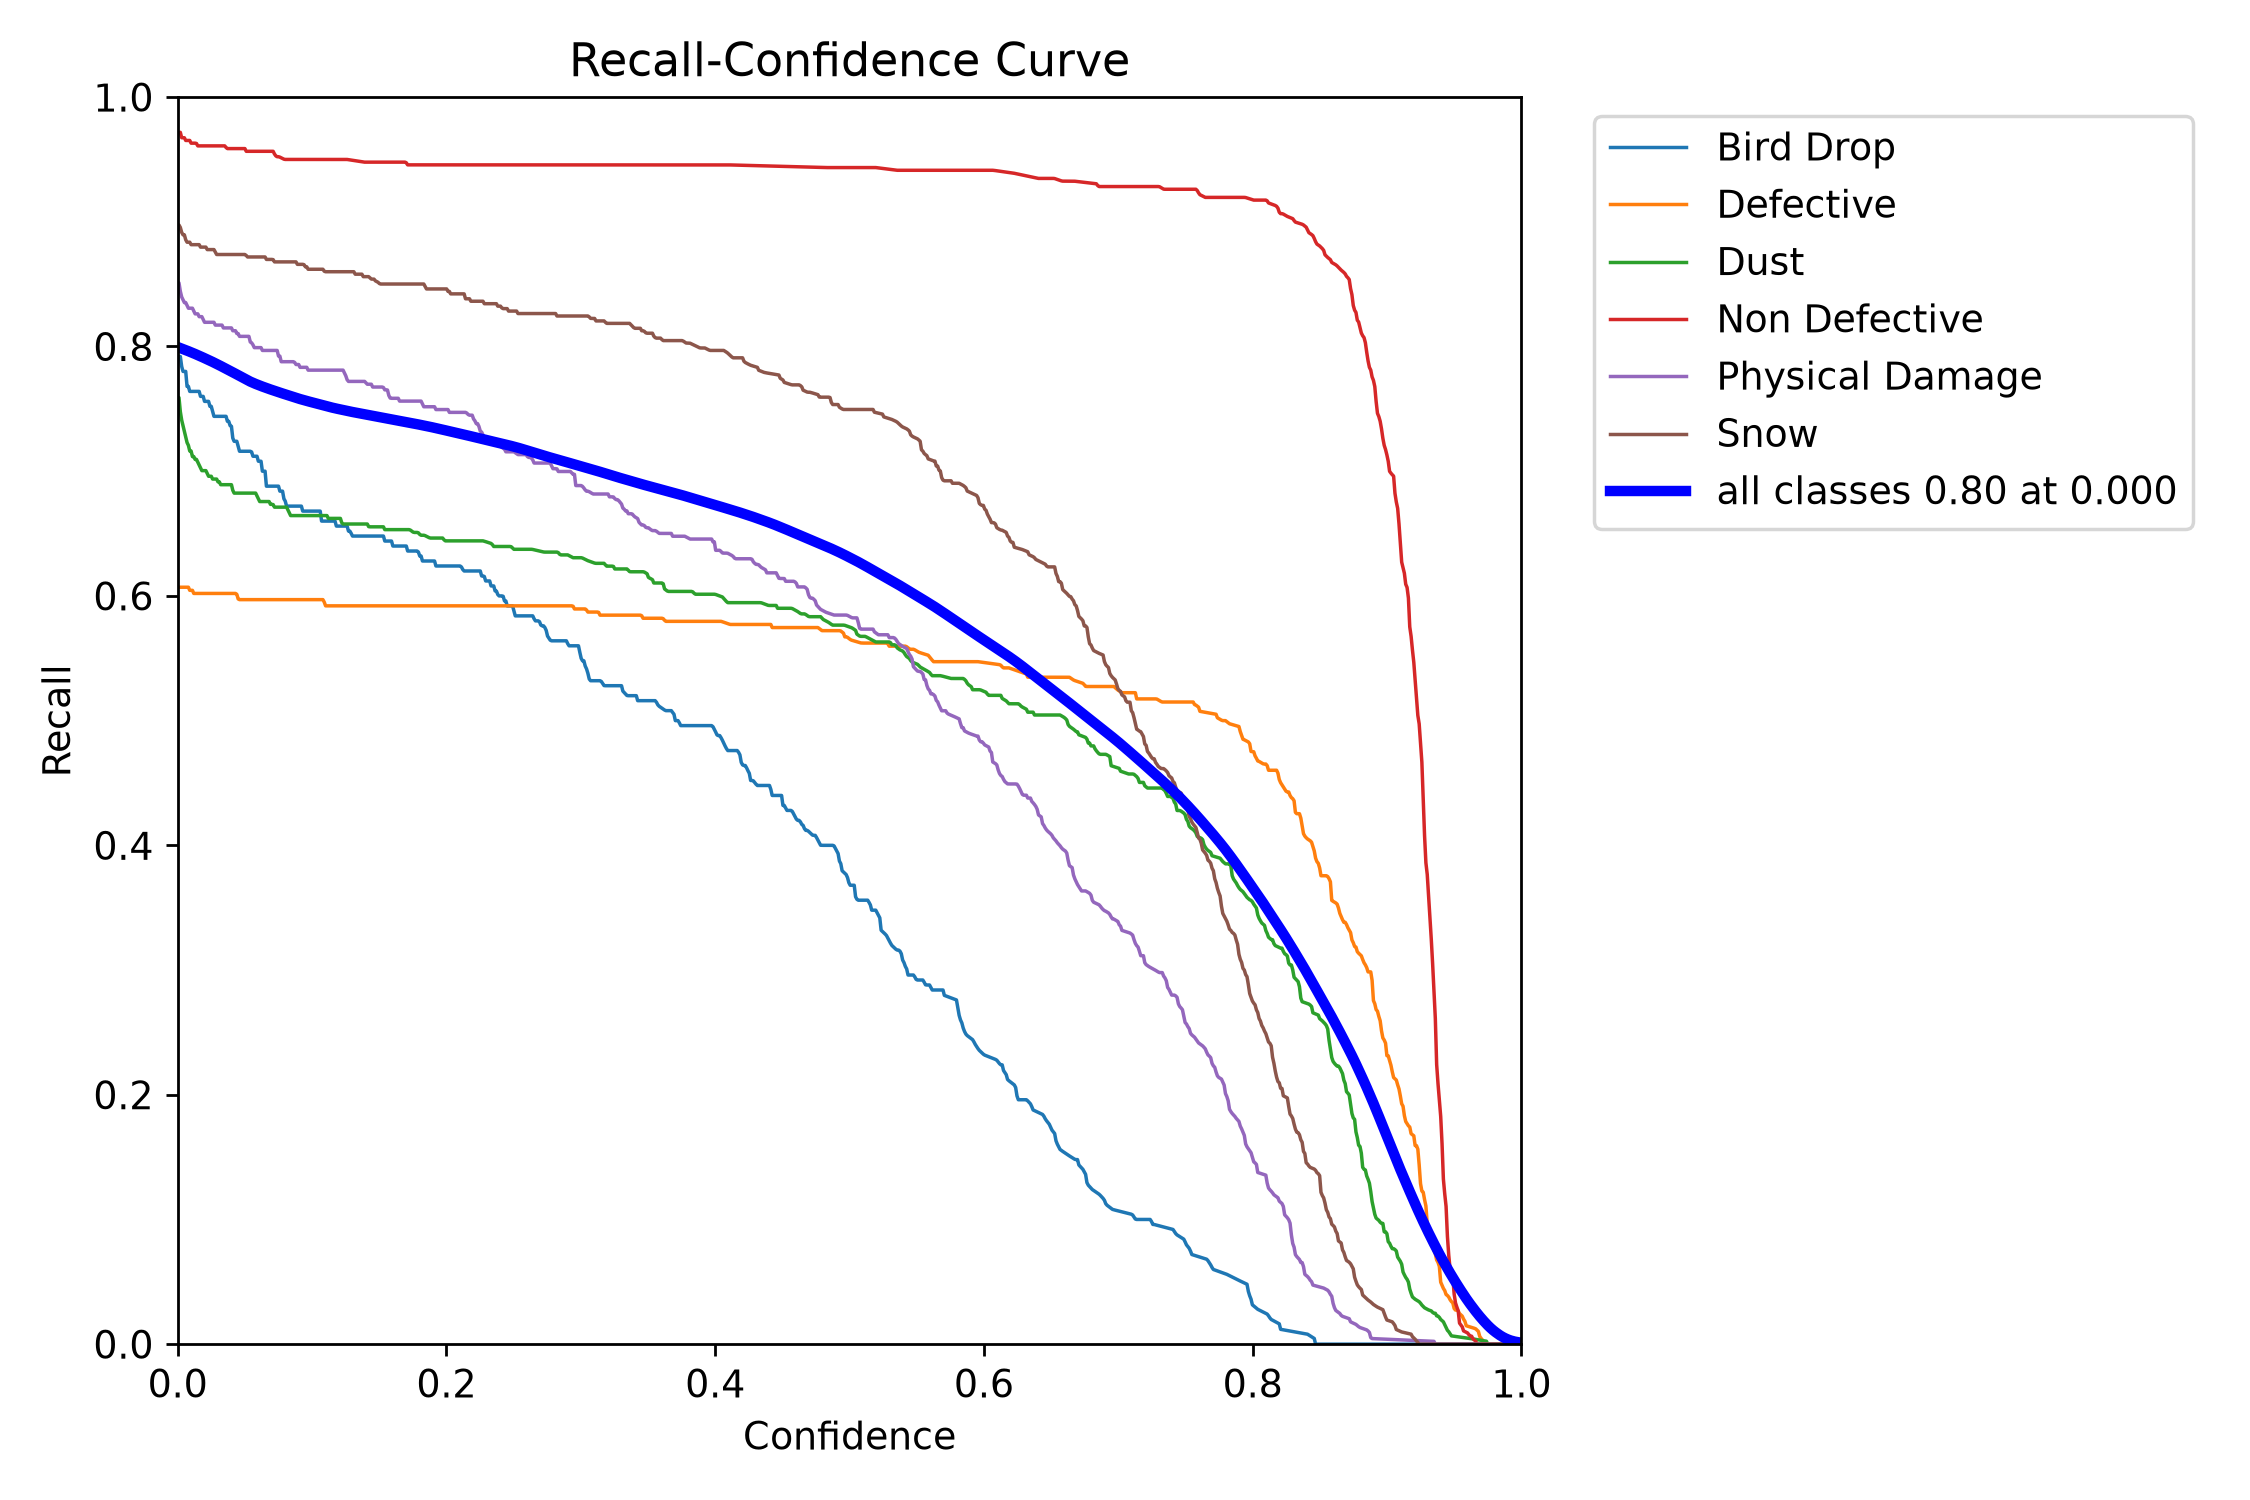 Recall-Confidence Curve
1.0
0.8
0.6
0.4
0.2
0.0
Recall
0.0 0.2 0.4 0.6 0.8 1.0
Confidence
Bird Drop
Defective
Dust
Non Defective
Physical Damage
Snow
all classes 0.80 at 0.000